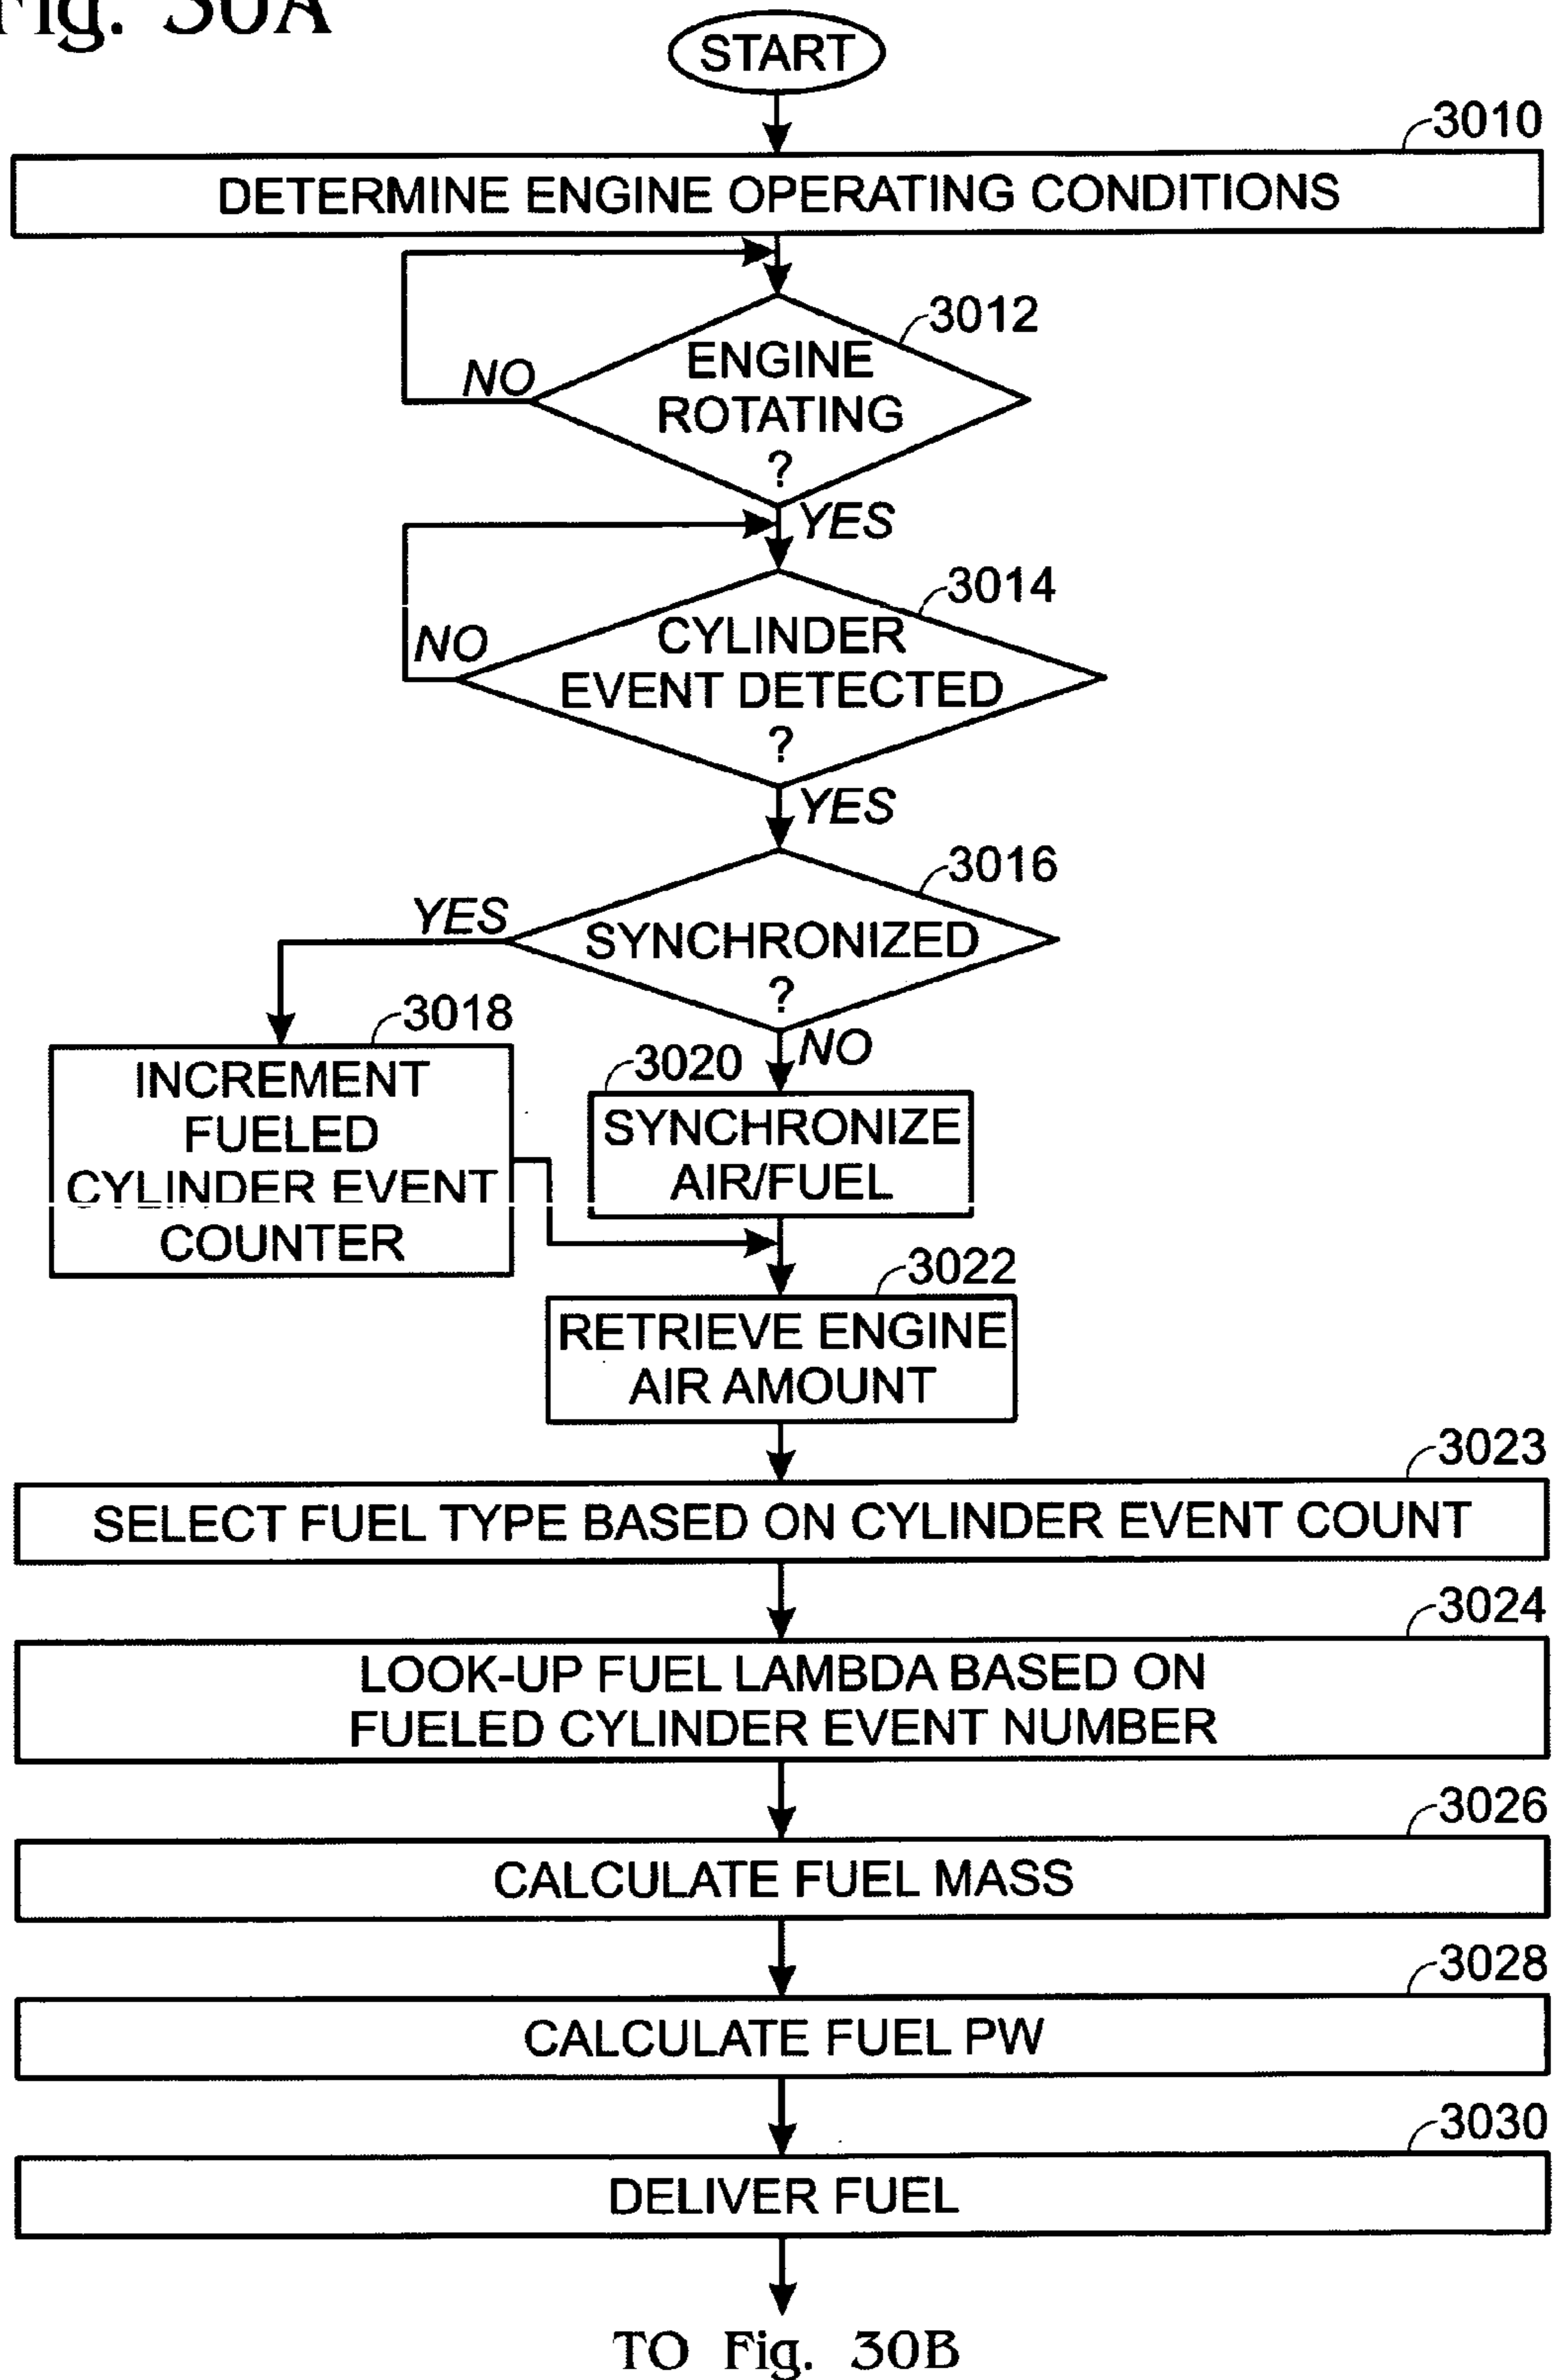 Fig. 30A
START
3010
DETERMINE ENGINE OPERATING CONDITIONS
3012
ENGINE
ROTATING
?
NO
YES
3014
CYLINDER
EVENT DETECTED
?
NO
YES
3016
SYNCHRONIZED
?
YES
NO
3018
INCREMENT
FUELED
CYLINDER EVENT
COUNTER
3020
SYNCHRONIZE
AIR/FUEL
3022
RETRIEVE ENGINE
AIR AMOUNT
3023
SELECT FUEL TYPE BASED ON CYLINDER EVENT COUNT
3024
LOOK-UP FUEL LAMBDA BASED ON
FUELED CYLINDER EVENT NUMBER
3026
CALCULATE FUEL MASS
3028
CALCULATE FUEL PW
3030
DELIVER FUEL
TO Fig. 30B